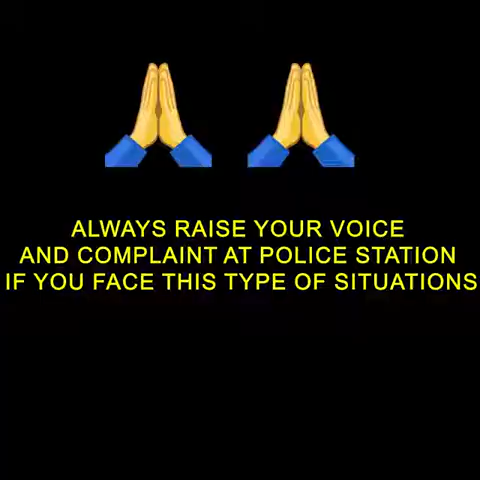 ALWAYS RAISE YOUR VOICE
AND COMPLAINT AT POLICE STATION
IF YOU FACE THIS TYPE OF SITUATIONS